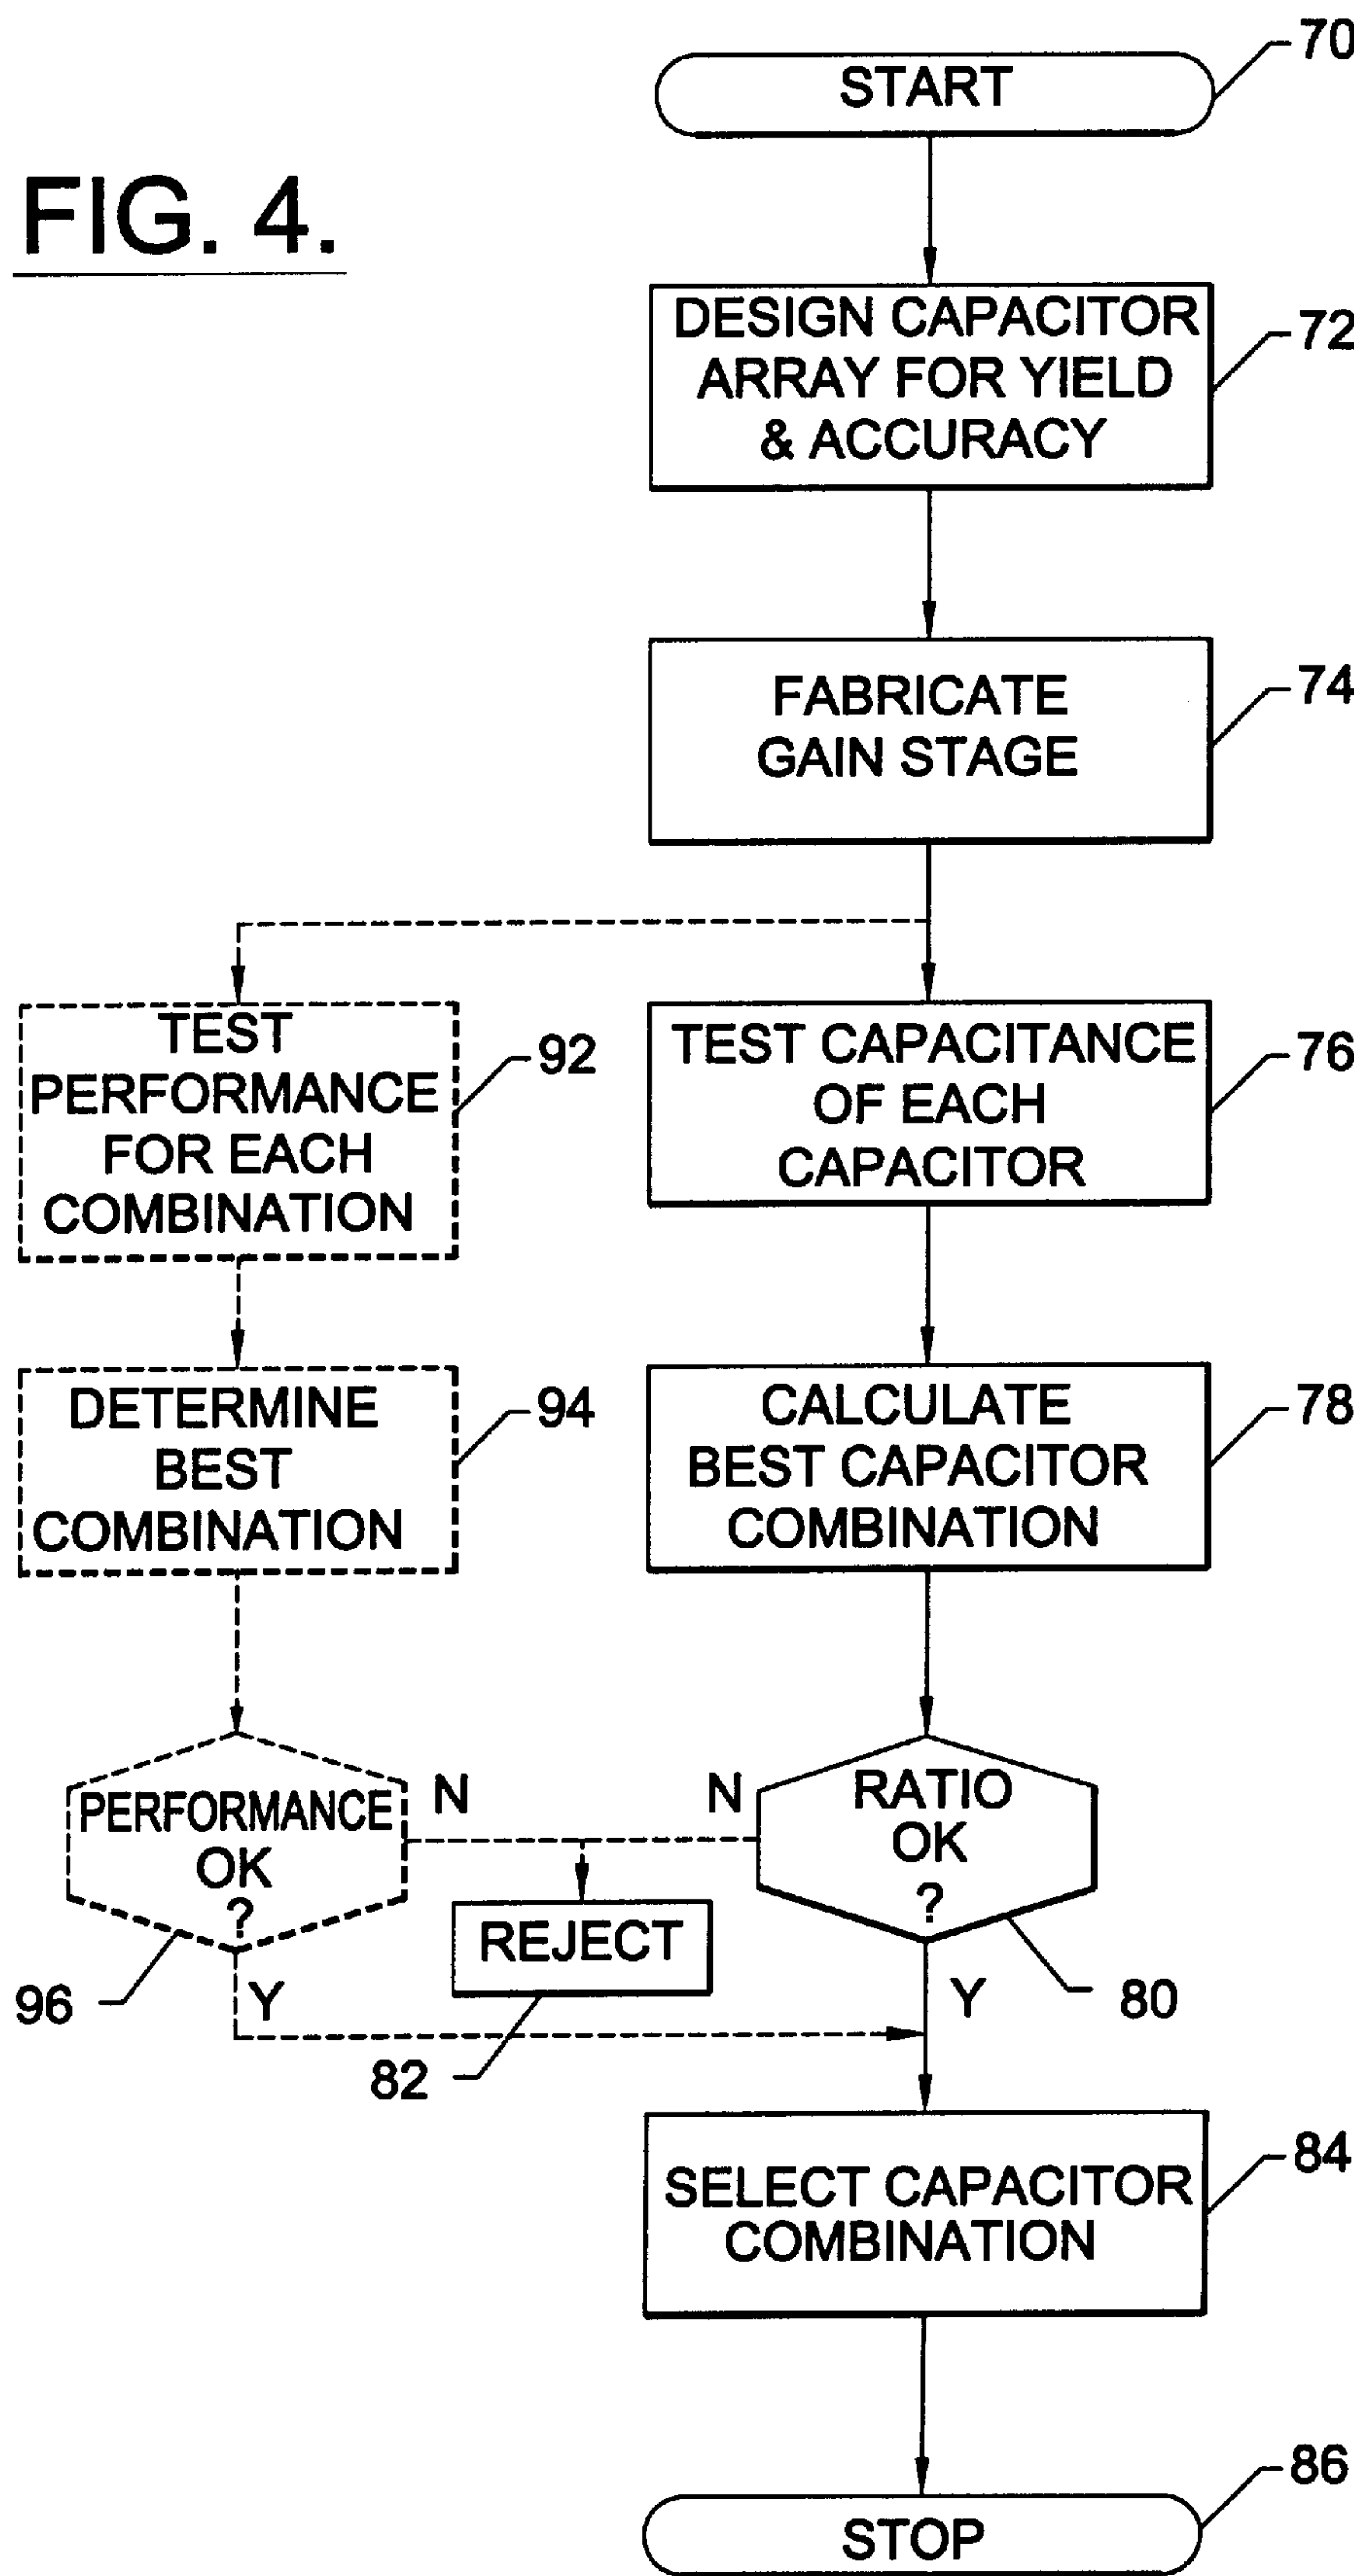 FIG. 4.
START
70
DESIGN CAPACITOR
ARRAY FOR YIELD
& ACCURACY
72
FABRICATE
GAIN STAGE
74
TEST
PERFORMANCE
FOR EACH
COMBINATION
92
TEST CAPACITANCE
OF EACH
CAPACITOR
76
DETERMINE
BEST
COMBINATION
94
CALCULATE
BEST CAPACITOR
COMBINATION
78
PERFORMANCE
OK
?
96
N
Y
N
RATIO
OK
?
80
Y
REJECT
82
SELECT CAPACITOR
COMBINATION
84
STOP
86